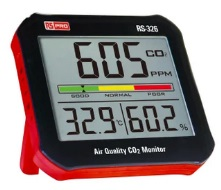 RS PRO
RS-326
605 CO2
PPM
GOOD NORMAL POOR
32.9°C 60.2%
Air Quality CO2 Monitor